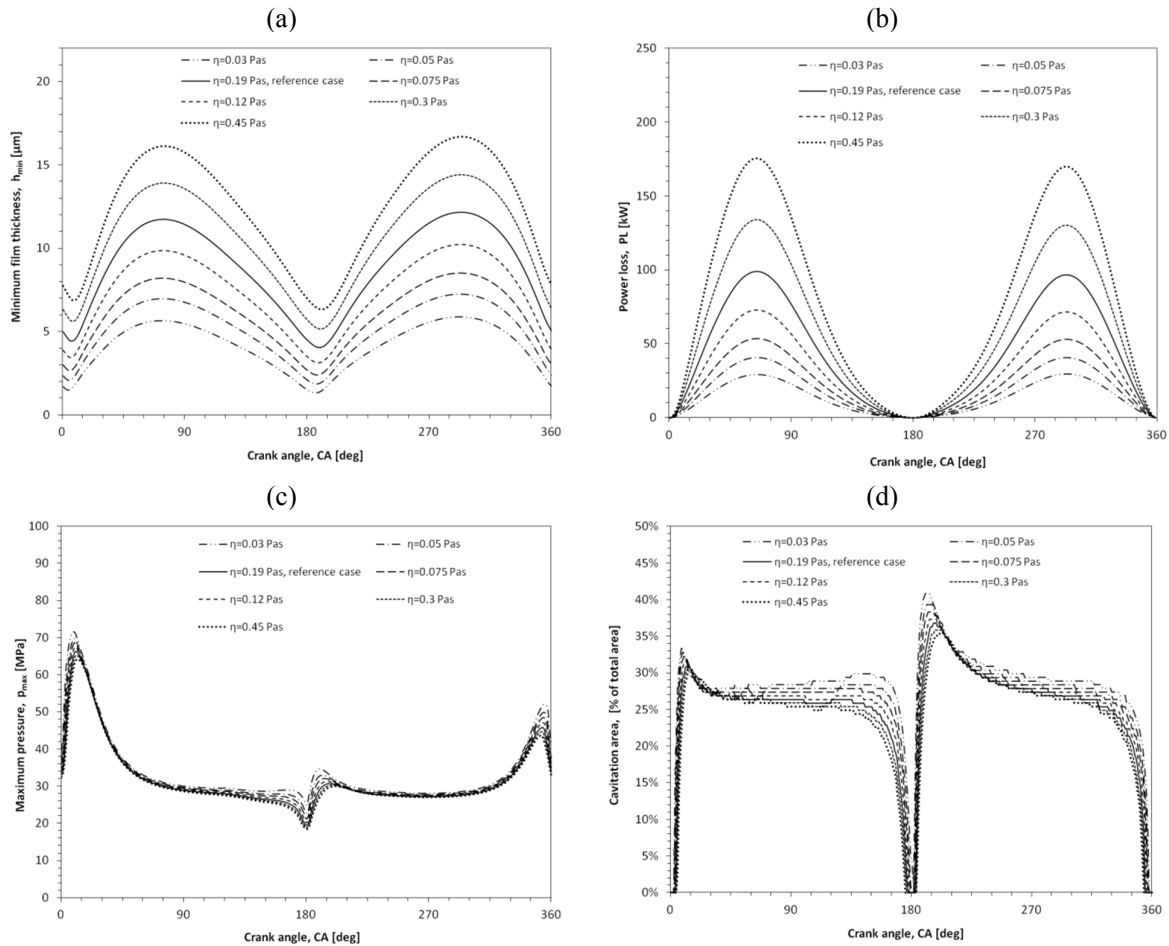 (a)
η=0.03 Pas
η=0.05 Pas
η=0.19 Pas, reference case
η=0.075 Pas
η=0.12 Pas
η=0.3 Pas
η=0.45 Pas
Minimum film thickness, hmin [μm]
20
15
10
5
0
0 90 180 270 360
Crank angle, CA [deg]
(b)
η=0.03 Pas
η=0.05 Pas
η=0.19 Pas, reference case
η=0.075 Pas
η=0.12 Pas
η=0.3 Pas
η=0.45 Pas
Power loss, PL [kW]
250
200
150
100
50
0
0 90 180 270 360
Crank angle, CA [deg]
(c)
η=0.03 Pas
η=0.05 Pas
η=0.19 Pas, reference case
η=0.075 Pas
η=0.12 Pas
η=0.3 Pas
η=0.45 Pas
Maximum pressure, pmax [MPa]
100
90
80
70
60
50
40
30
20
10
0
0 90 180 270 360
Crank angle, CA [deg]
(d)
η=0.03 Pas
η=0.05 Pas
η=0.19 Pas, reference case
η=0.075 Pas
η=0.12 Pas
η=0.3 Pas
η=0.45 Pas
Cavitation area, [% of total area]
50%
45%
40%
35%
30%
25%
20%
15%
10%
5%
0%
0 90 180 270 360
Crank angle, CA [deg]